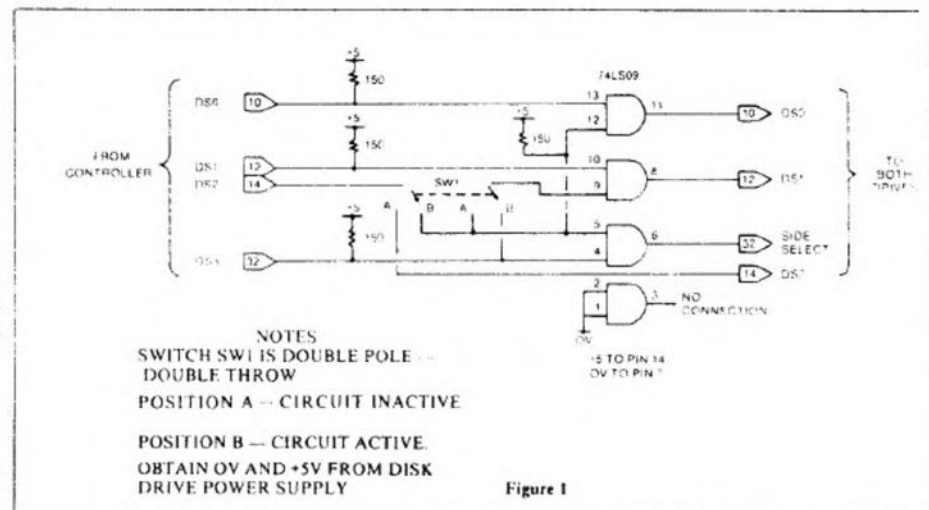 +5
150
74LS09
DS0
10
13
12
11
10
DS0
+5
150
+5
150
FROM
CONTROLLER
DS1
12
10
9
8
12
DS1
DS2
14
SW1
A
B
A
B
TO
BOTH
DRIVES
+5
150
5
4
6
32
SIDE
SELECT
32
14
2
1
3
NO
CONNECTION
0V
+5 TO PIN 14
0V TO PIN 7
NOTES
SWITCH SW1 IS DOUBLE POLE –
DOUBLE THROW
POSITION A – CIRCUIT INACTIVE
POSITION B — CIRCUIT ACTIVE.
OBTAIN OV AND +5V FROM DISK
DRIVE POWER SUPPLY
Figure 1